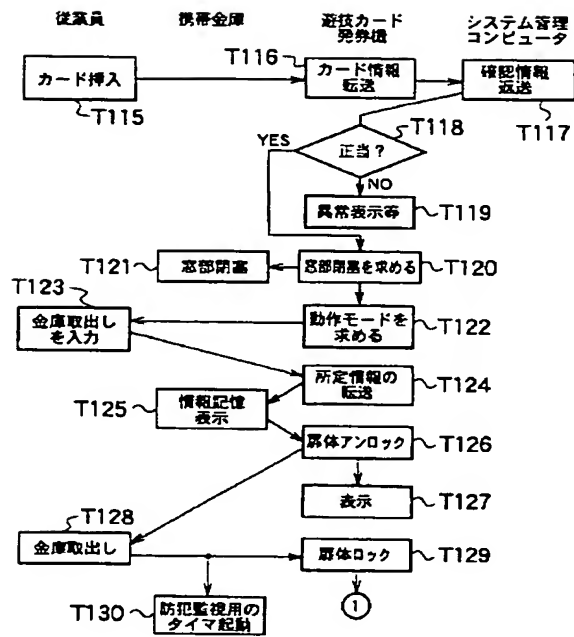 従業員 携帯金庫 遊技カード システム管理
発券機 コンピュータ
T116
カード挿入 カード情報 確認情報
転送 返送
T115 T118 T117
YES 正当?
NO
異常表示等 T119
T121 窓部閉塞 窓部閉塞を求める T120
T123
金庫取出し 動作モードを
を入力 求める T122
所定情報の
転送 T124
T125 情報記憶
表示
扉体アンロック T126
表示 T127
T128
金庫取出し 扉体ロック T129
T130 防犯監視用の 1
タイマ起動